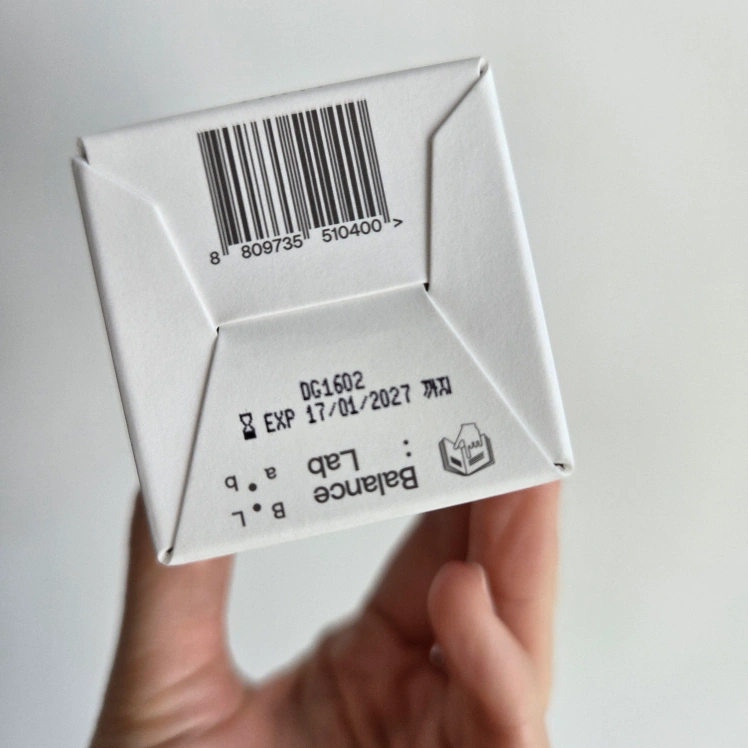 8 809735 510400 >
DG1602
EXP 17/01/2027 까지
Balance
Lab :
B • L
a • b